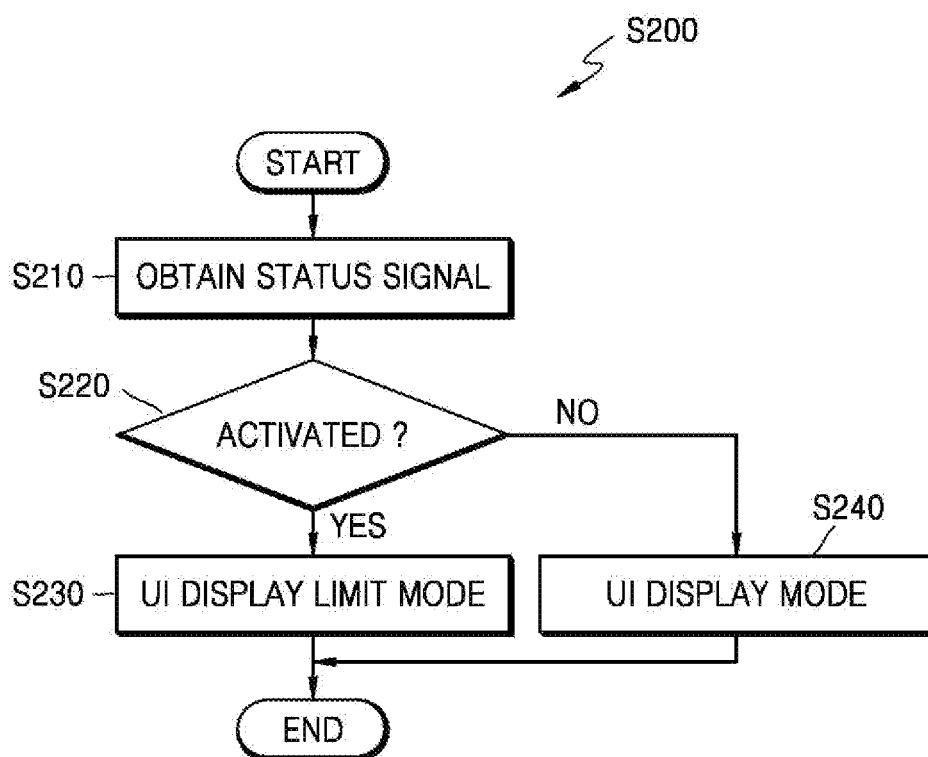 S200
START
S210
OBTAIN STATUS SIGNAL
S220
ACTIVATED ?
NO
YES
S240
S230
UI DISPLAY LIMIT MODE
UI DISPLAY MODE
END